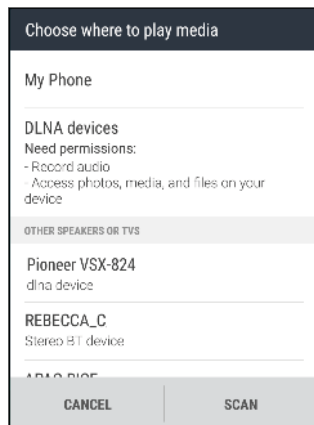 Choose where to play media
My Phone
DLNA devices
Need permissions:
- Record audio
- Access photos, media, and files on your
device
OTHER SPEAKERS OR TVS
Pioneer VSX-824
dlna device
REBECCA_C
Stereo BT device
CANCEL
SCAN